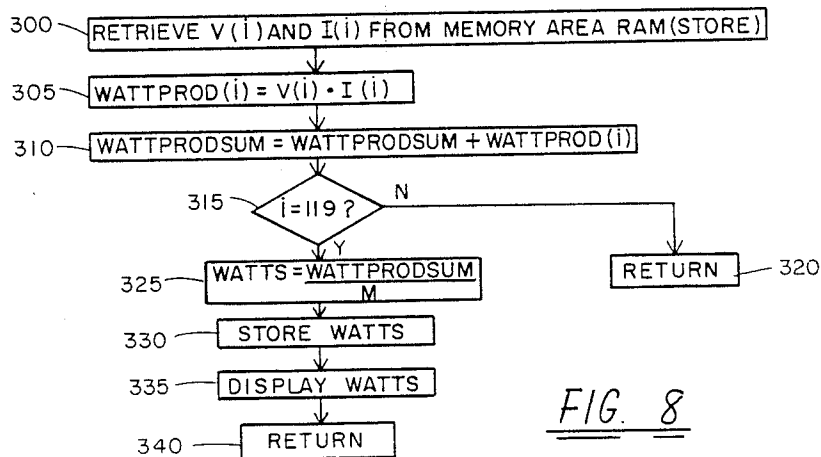 300 RETRIEVE V(i) AND I(i) FROM MEMORY AREA RAM(STORE)
305 WATTPROD(i) = V(i) • I(i)
310 WATTPRODSUM = WATTPRODSUM + WATTPROD(i)
315 i=119? N
Y
325 WATTS = WATTPRODSUM
M
RETURN 320
330 STORE WATTS
335 DISPLAY WATTS
340 RETURN
FIG. 8